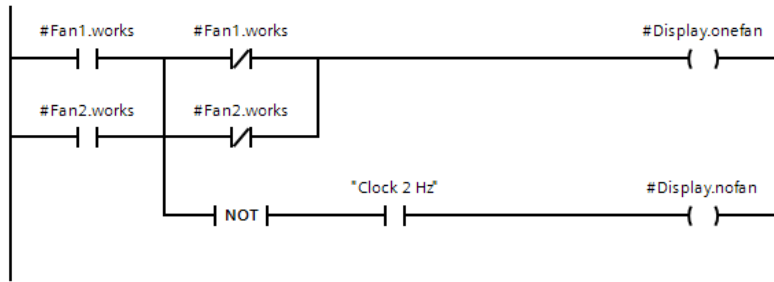 #Fan1.works #Fan1.works #Display.onefan
#Fan2.works #Fan2.works
"Clock 2 Hz" #Display.nofan
NOT